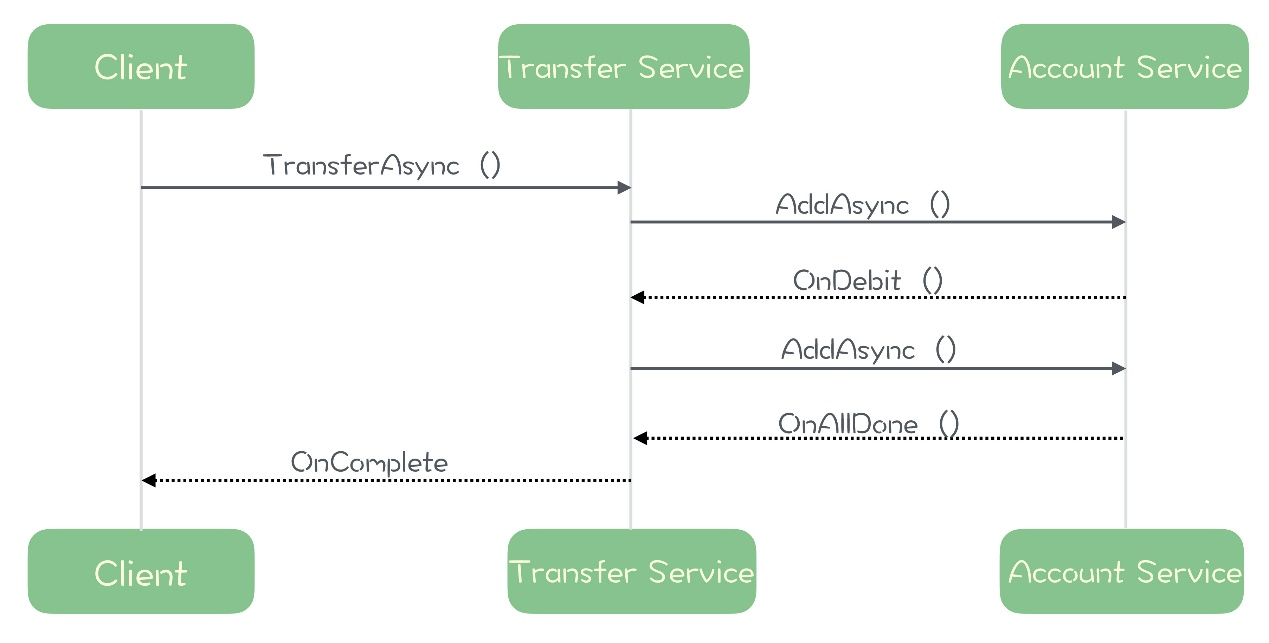 Client
Transfer Service
Account Service
TransferAsync ()
AddAsync ()
OnDebit ()
AddAsync ()
OnAllDone ()
OnComplete
Client
Transfer Service
Account Service